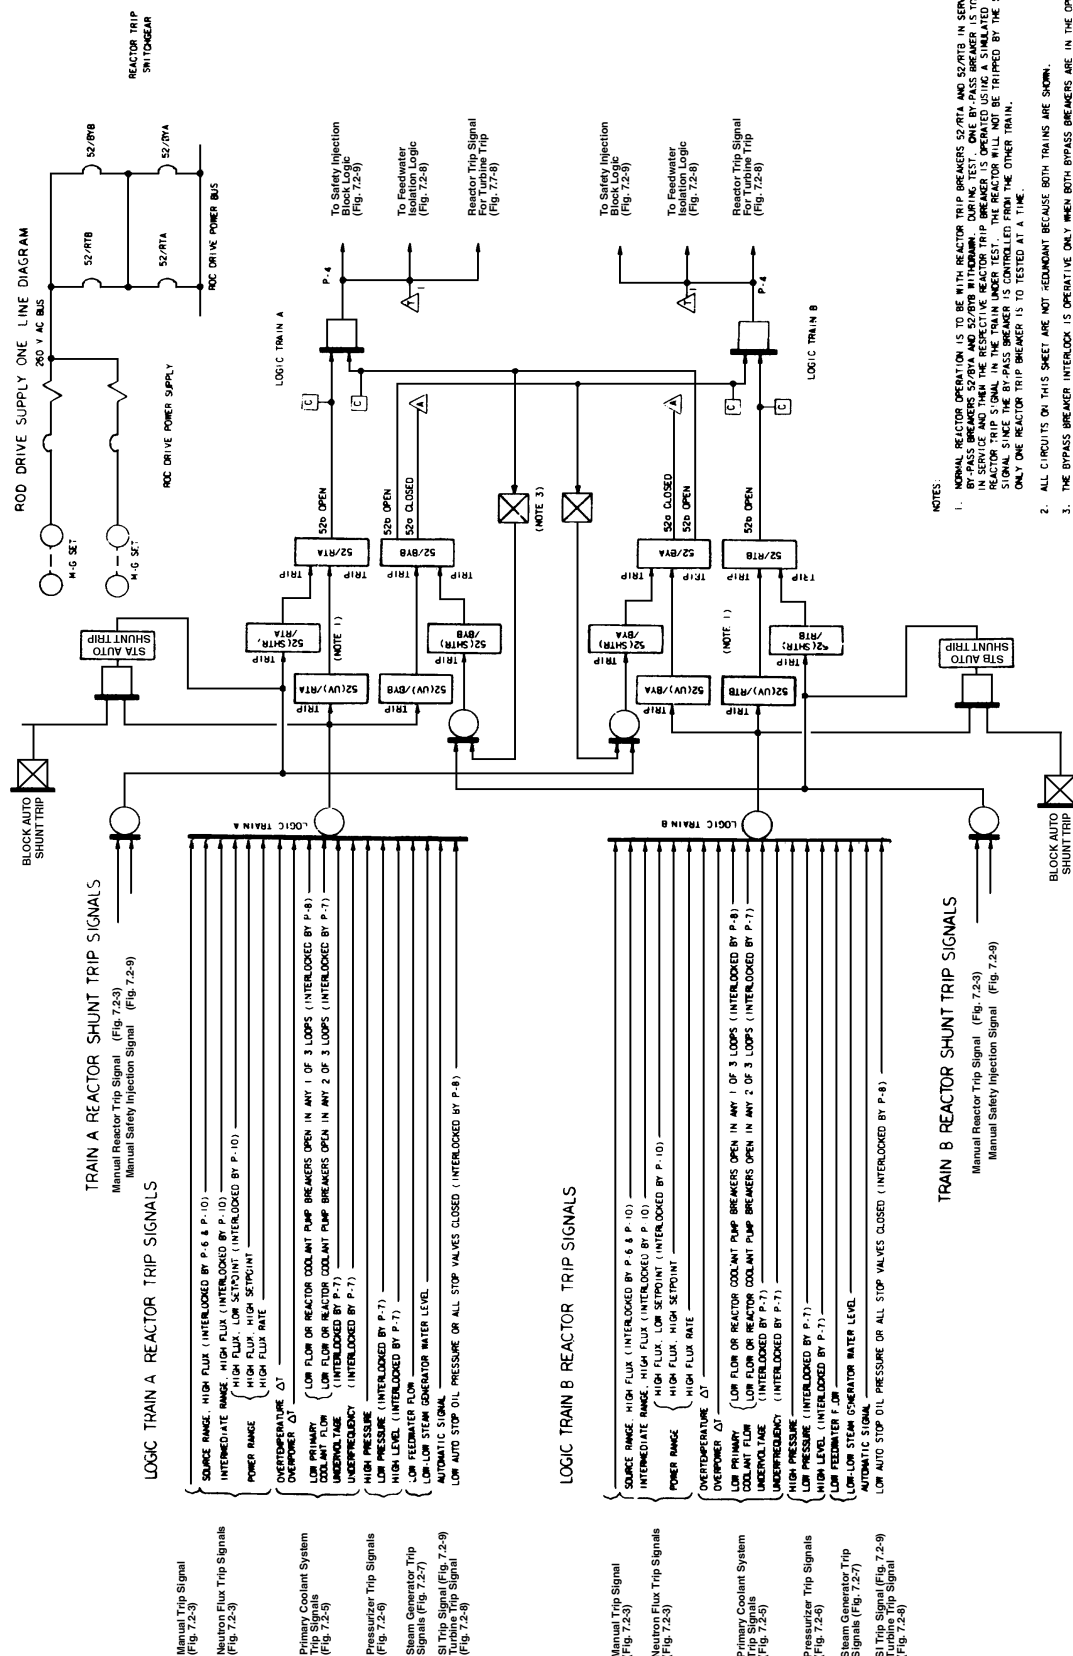 ROD DRIVE SUPPLY ONE LINE DIAGRAM
260 V AC BUS
M-G SET
M-G SET
ROD DRIVE POWER SUPPLY
52/RTB
52/BYB
52/RTA
52/BYA
ROD DRIVE POWER BUS
REACTOR TRIP
SWITCHGEAR
BLOCK AUTO
SHUNT TRIP
STA AUTO
SHUNT TRIP
TRAIN A REACTOR SHUNT TRIP SIGNALS
Manual Reactor Trip Signal (Fig. 7.2-3)
Manual Safety Injection Signal (Fig. 7.2-9)
LOGIC TRAIN A REACTOR TRIP SIGNALS
Manual Trip Signal
(Fig. 7.2-3)
Neutron Flux Trip Signals
(Fig. 7.2-3)
SOURCE RANGE, HIGH FLUX (INTERLOCKED BY P-6 & P-10)
INTERMEDIATE RANGE, HIGH FLUX (INTERLOCKED BY P-10)
POWER RANGE
HIGH FLUX, LOW SETPOINT (INTERLOCKED BY P-10)
HIGH FLUX, HIGH SETPOINT
HIGH FLUX RATE
Primary Coolant System
Trip Signals
(Fig. 7.2-5)
OVERTEMPERATURE ΔT
OVERPOWER ΔT
LOW PRIMARY
COOLANT FLOW
LOW FLOW OR REACTOR COOLANT PUMP BREAKERS OPEN IN ANY 1 OF 3 LOOPS (INTERLOCKED BY P-8)
LOW FLOW OR REACTOR COOLANT PUMP BREAKERS OPEN IN ANY 2 OF 3 LOOPS (INTERLOCKED BY P-7)
UNDERVOLTAGE (INTERLOCKED BY P-7)
UNDERFREQUENCY (INTERLOCKED BY P-7)
Pressurizer Trip Signals
(Fig. 7.2-6)
HIGH PRESSURE
LOW PRESSURE (INTERLOCKED BY P-7)
HIGH LEVEL (INTERLOCKED BY P-7)
Steam Generator Trip
Signals (Fig. 7.2-7)
LOW FEEDWATER FLOW
LOW-LOW STEAM GENERATOR WATER LEVEL
SI Trip Signal (Fig. 7.2-9)
Turbine Trip Signal
(Fig. 7.2-8)
AUTOMATIC SIGNAL
LOW AUTO STOP OIL PRESSURE OR ALL STOP VALVES CLOSED (INTERLOCKED BY P-8)
LOGIC TRAIN A
TRIP
52(SHTR)
/RTA
TRIP
52(UV)/RTA
(NOTE 1)
TRIP
TRIP
52/RTA
52b OPEN
TRIP
52(UV)/BYB
TRIP
52(SHTR)
/BYB
TRIP
TRIP
52/BYB
52b OPEN
52a CLOSED
C
C
A
(NOTE 3)
LOGIC TRAIN A
P-4
T
1
To Safety Injection
Block Logic
(Fig. 7.2-9)
To Feedwater
Isolation Logic
(Fig. 7.2-8)
Reactor Trip Signal
For Turbine Trip
(Fig. 7.7-8)
LOGIC TRAIN B REACTOR TRIP SIGNALS
Manual Trip Signal
(Fig. 7.2-3)
Neutron Flux Trip Signals
(Fig. 7.2-3)
SOURCE RANGE, HIGH FLUX (INTERLOCKED BY P-6 & P-10)
INTERMEDIATE RANGE, HIGH FLUX (INTERLOCKED BY P-10)
POWER RANGE
HIGH FLUX, LOW SETPOINT (INTERLOCKED BY P-10)
HIGH FLUX, HIGH SETPOINT
HIGH FLUX RATE
Primary Coolant System
Trip Signals
(Fig. 7.2-5)
OVERTEMPERATURE ΔT
OVERPOWER ΔT
LOW PRIMARY
COOLANT FLOW
LOW FLOW OR REACTOR COOLANT PUMP BREAKERS OPEN IN ANY 1 OF 3 LOOPS (INTERLOCKED BY P-8)
LOW FLOW OR REACTOR COOLANT PUMP BREAKERS OPEN IN ANY 2 OF 3 LOOPS (INTERLOCKED BY P-7)
UNDERVOLTAGE (INTERLOCKED BY P-7)
UNDERFREQUENCY (INTERLOCKED BY P-7)
Pressurizer Trip Signals
(Fig. 7.2-6)
HIGH PRESSURE
LOW PRESSURE (INTERLOCKED BY P-7)
HIGH LEVEL (INTERLOCKED BY P-7)
Steam Generator Trip
Signals (Fig. 7.2-7)
LOW FEEDWATER FLOW
LOW-LOW STEAM GENERATOR WATER LEVEL
SI Trip Signal (Fig. 7.2-9)
Turbine Trip Signal
(Fig. 7.2-8)
AUTOMATIC SIGNAL
LOW AUTO STOP OIL PRESSURE OR ALL STOP VALVES CLOSED (INTERLOCKED BY P-8)
LOGIC TRAIN B
TRIP
52(SHTR)
/BYA
TRIP
52(UV)/BYA
TRIP
TRIP
52/BYA
52a CLOSED
52b OPEN
TRIP
52(UV)/RTB
(NOTE 1)
TRIP
52(SHTR)
/RTB
TRIP
TRIP
52/RTB
52b OPEN
A
C
C
LOGIC TRAIN B
P-4
T
1
To Safety Injection
Block Logic
(Fig. 7.2-9)
To Feedwater
Isolation Logic
(Fig. 7.2-8)
Reactor Trip Signal
For Turbine Trip
(Fig. 7.2-8)
TRAIN B REACTOR SHUNT TRIP SIGNALS
Manual Reactor Trip Signal (Fig. 7.2-3)
Manual Safety Injection Signal (Fig. 7.2-9)
STB AUTO
SHUNT TRIP
BLOCK AUTO
SHUNT TRIP
NOTES:
1. NORMAL REACTOR OPERATION IS TO BE WITH REACTOR TRIP BREAKERS 52/RTA AND 52/RTB IN SERV
BY-PASS BREAKERS 52/BYA AND 52/BYB WITHDRAWN. DURING TEST, ONE BY-PASS BREAKER IS TO
IN SERVICE AND THEN THE RESPECTIVE REACTOR TRIP BREAKER IS OPERATED USING A SIMULATED
REACTOR TRIP SIGNAL IN THE TRAIN UNDER TEST. THE REACTOR WILL NOT BE TRIPPED BY THE S
SIGNAL SINCE THE BY-PASS BREAKER IS CONTROLLED FROM THE OTHER TRAIN.
ONLY ONE REACTOR TRIP BREAKER IS TO TESTED AT A TIME.
2. ALL CIRCUITS ON THIS SHEET ARE NOT REDUNDANT BECAUSE BOTH TRAINS ARE SHOWN.
3. THE BYPASS BREAKER INTERLOCK IS OPERATIVE ONLY WHEN BOTH BYPASS BREAKERS ARE IN THE OP